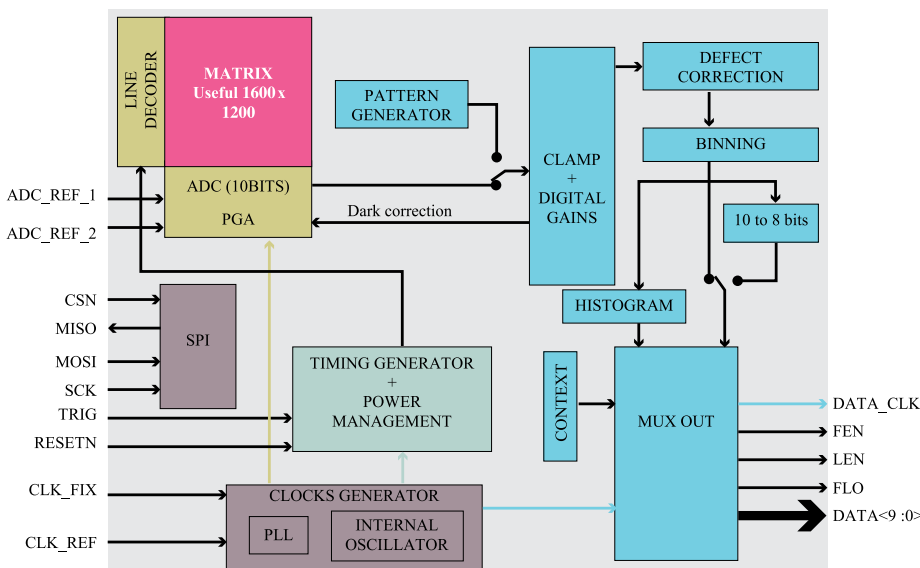 LINE
DECODER
MATRIX
Useful 1600 x
1200
PATTERN
GENERATOR
CLAMP
+
DIGITAL
GAINS
DEFECT
CORRECTION
BINNING
ADC (10BITS)
PGA
Dark correction
10 to 8 bits
ADC_REF_1
ADC_REF_2
CSN
MISO
MOSI
SCK
TRIG
RESETN
CLK_FIX
CLK_REF
SPI
HISTOGRAM
TIMING GENERATOR
+
POWER
MANAGEMENT
CONTEXT
MUX OUT
CLOCKS GENERATOR
PLL
INTERNAL
OSCILLATOR
DATA_CLK
FEN
LEN
FLO
DATA<9 :0>